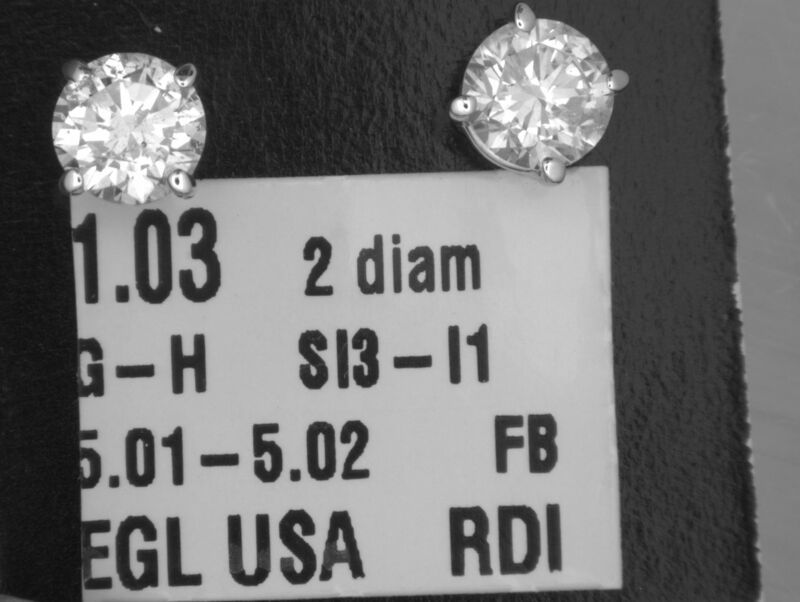 1.03 2 diam
G-H SI3-I1
5.01-5.02 FB
EGL USA RDI